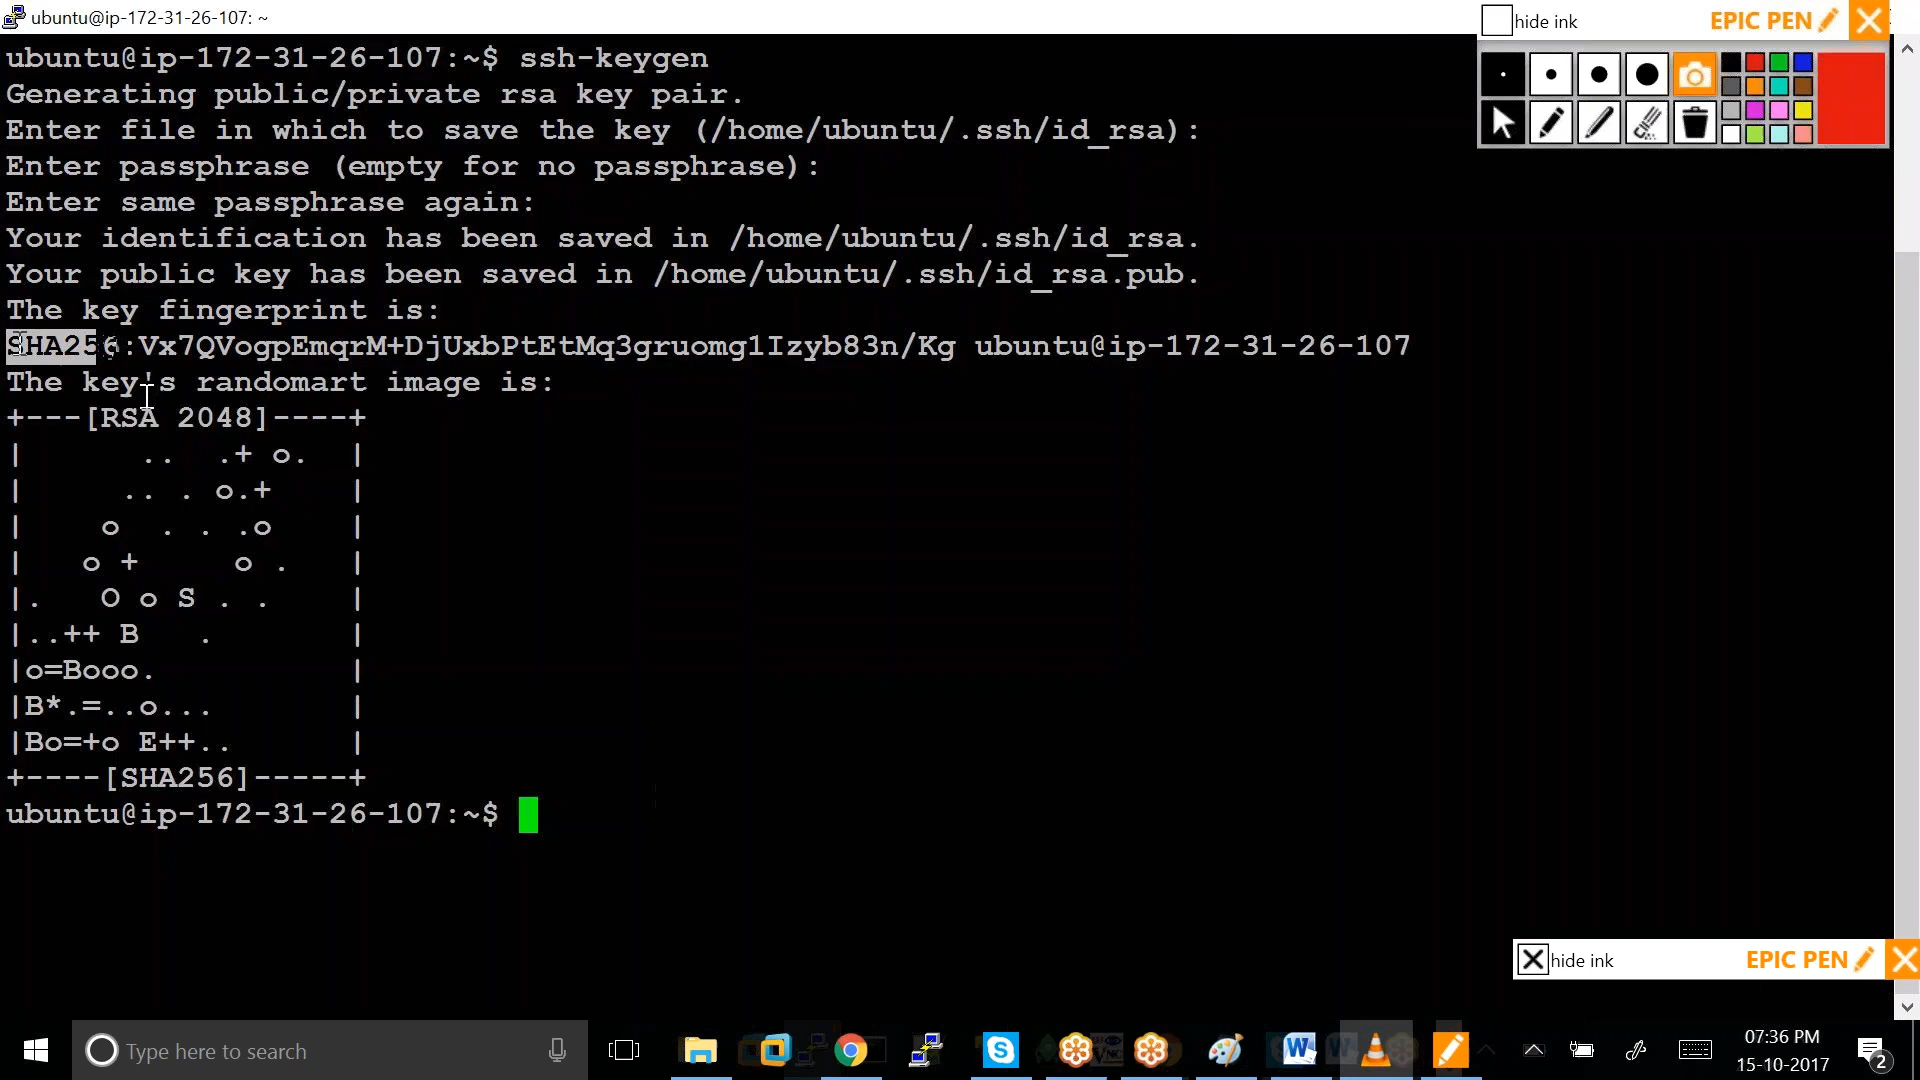 ubuntu@ip-172-31-26-107: ~
hide ink
EPIC PEN
ubuntu@ip-172-31-26-107:~$ ssh-keygen
Generating public/private rsa key pair.
Enter file in which to save the key (/home/ubuntu/.ssh/id_rsa):
Enter passphrase (empty for no passphrase):
Enter same passphrase again:
Your identification has been saved in /home/ubuntu/.ssh/id_rsa.
Your public key has been saved in /home/ubuntu/.ssh/id_rsa.pub.
The key fingerprint is:
SHA256:Vx7QVogpEmqrM+DjUxbPtEtMq3gruomg1Izyb83n/Kg ubuntu@ip-172-31-26-107
The key's randomart image is:
+---[RSA 2048]----+
|       ..  .+ o. |
|      .. . o.+   |
|    o  . . .o    |
|   o +     o .   |
|.   O o S . .    |
|..++ B   .       |
|o=Booo.          |
|B*.=..o...       |
|Bo=+o E++..      |
+----[SHA256]-----+
ubuntu@ip-172-31-26-107:~$
hide ink
EPIC PEN
Type here to search
07:36 PM
15-10-2017
2